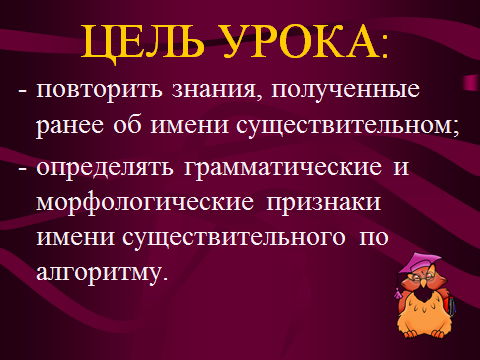 ЦЕЛЬ УРОКА:
- повторить знания, полученные
ранее об имени существительном;
- определять грамматические и
морфологические признаки
имени существительного по
алгоритму.